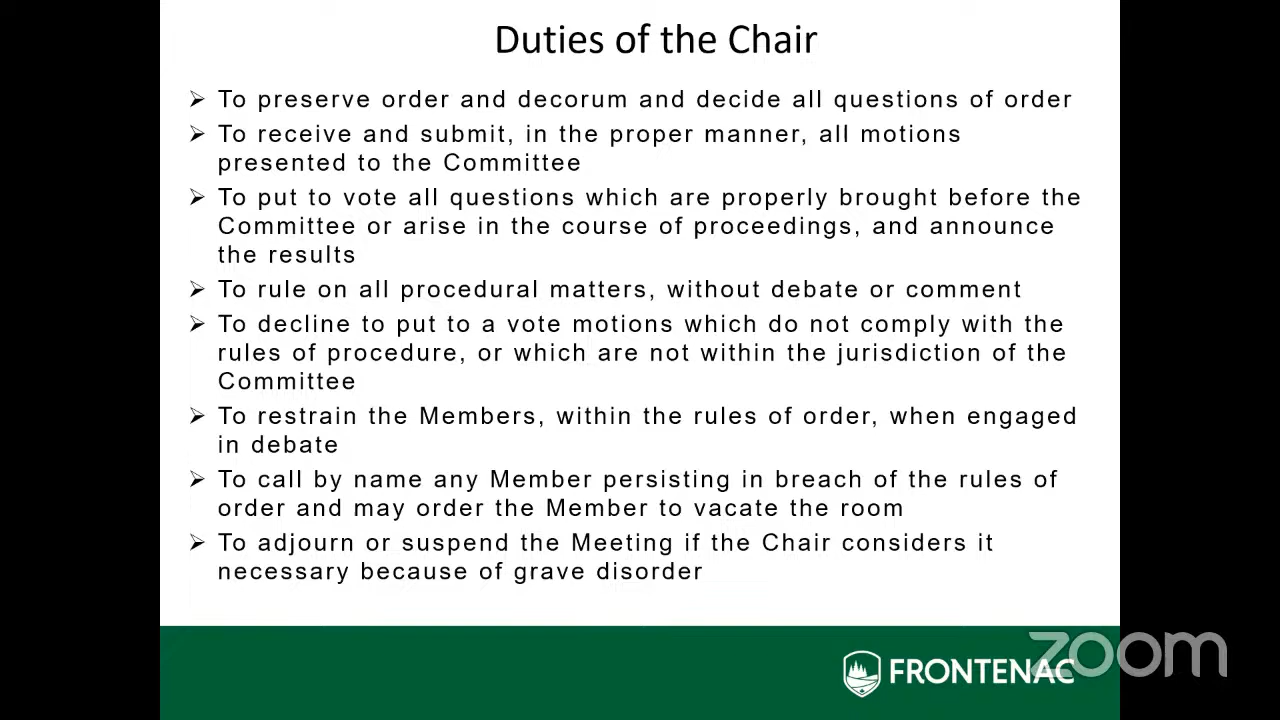 Duties of the Chair
➢ To preserve order and decorum and decide all questions of order
➢ To receive and submit, in the proper manner, all motions
presented to the Committee
➢ To put to vote all questions which are properly brought before the
Committee or arise in the course of proceedings, and announce
the results
➢ To rule on all procedural matters, without debate or comment
➢ To decline to put to a vote motions which do not comply with the
rules of procedure, or which are not within the jurisdiction of the
Committee
➢ To restrain the Members, within the rules of order, when engaged
in debate
➢ To call by name any Member persisting in breach of the rules of
order and may order the Member to vacate the room
➢ To adjourn or suspend the Meeting if the Chair considers it
necessary because of grave disorder
zoom
FRONTENAC